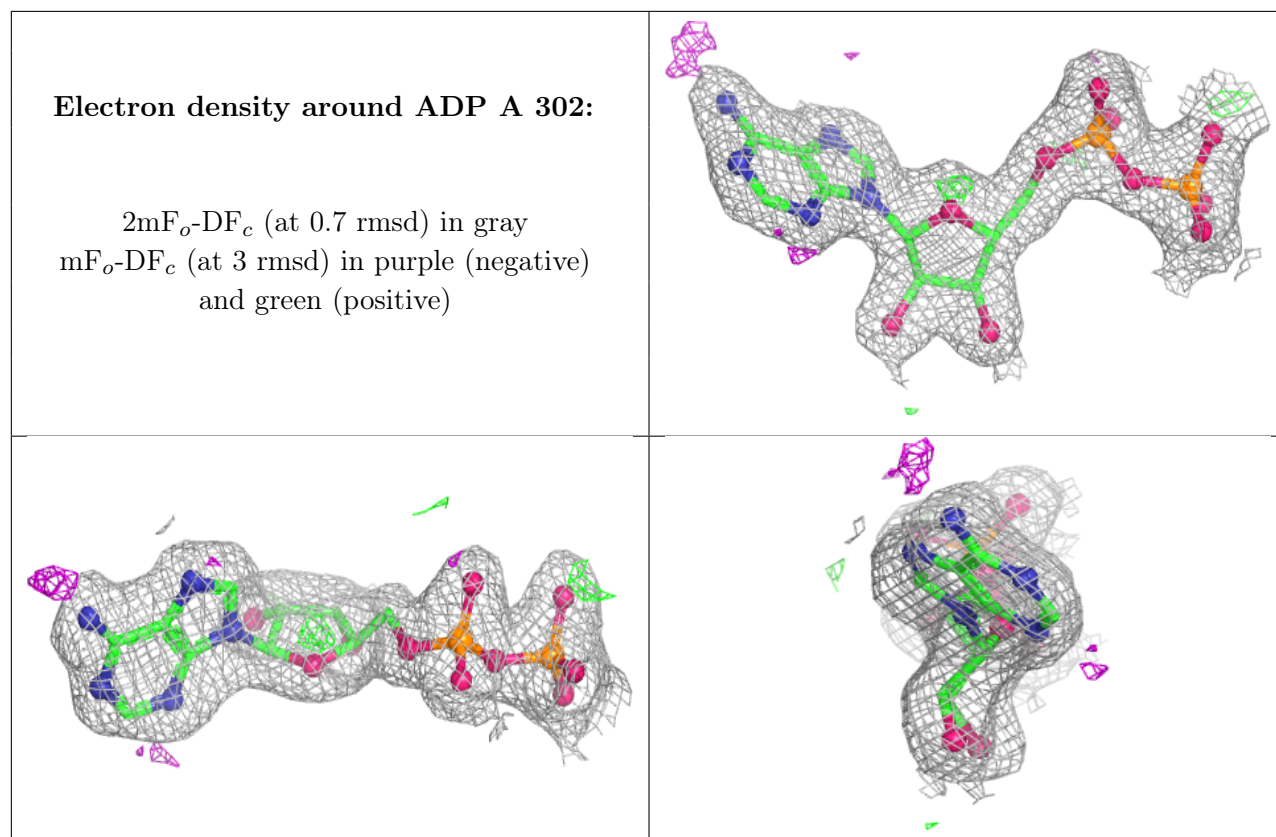 Electron density around ADP A 302:
2mFo-DFc (at 0.7 rmsd) in gray
mFo-DFc (at 3 rmsd) in purple (negative)
and green (positive)